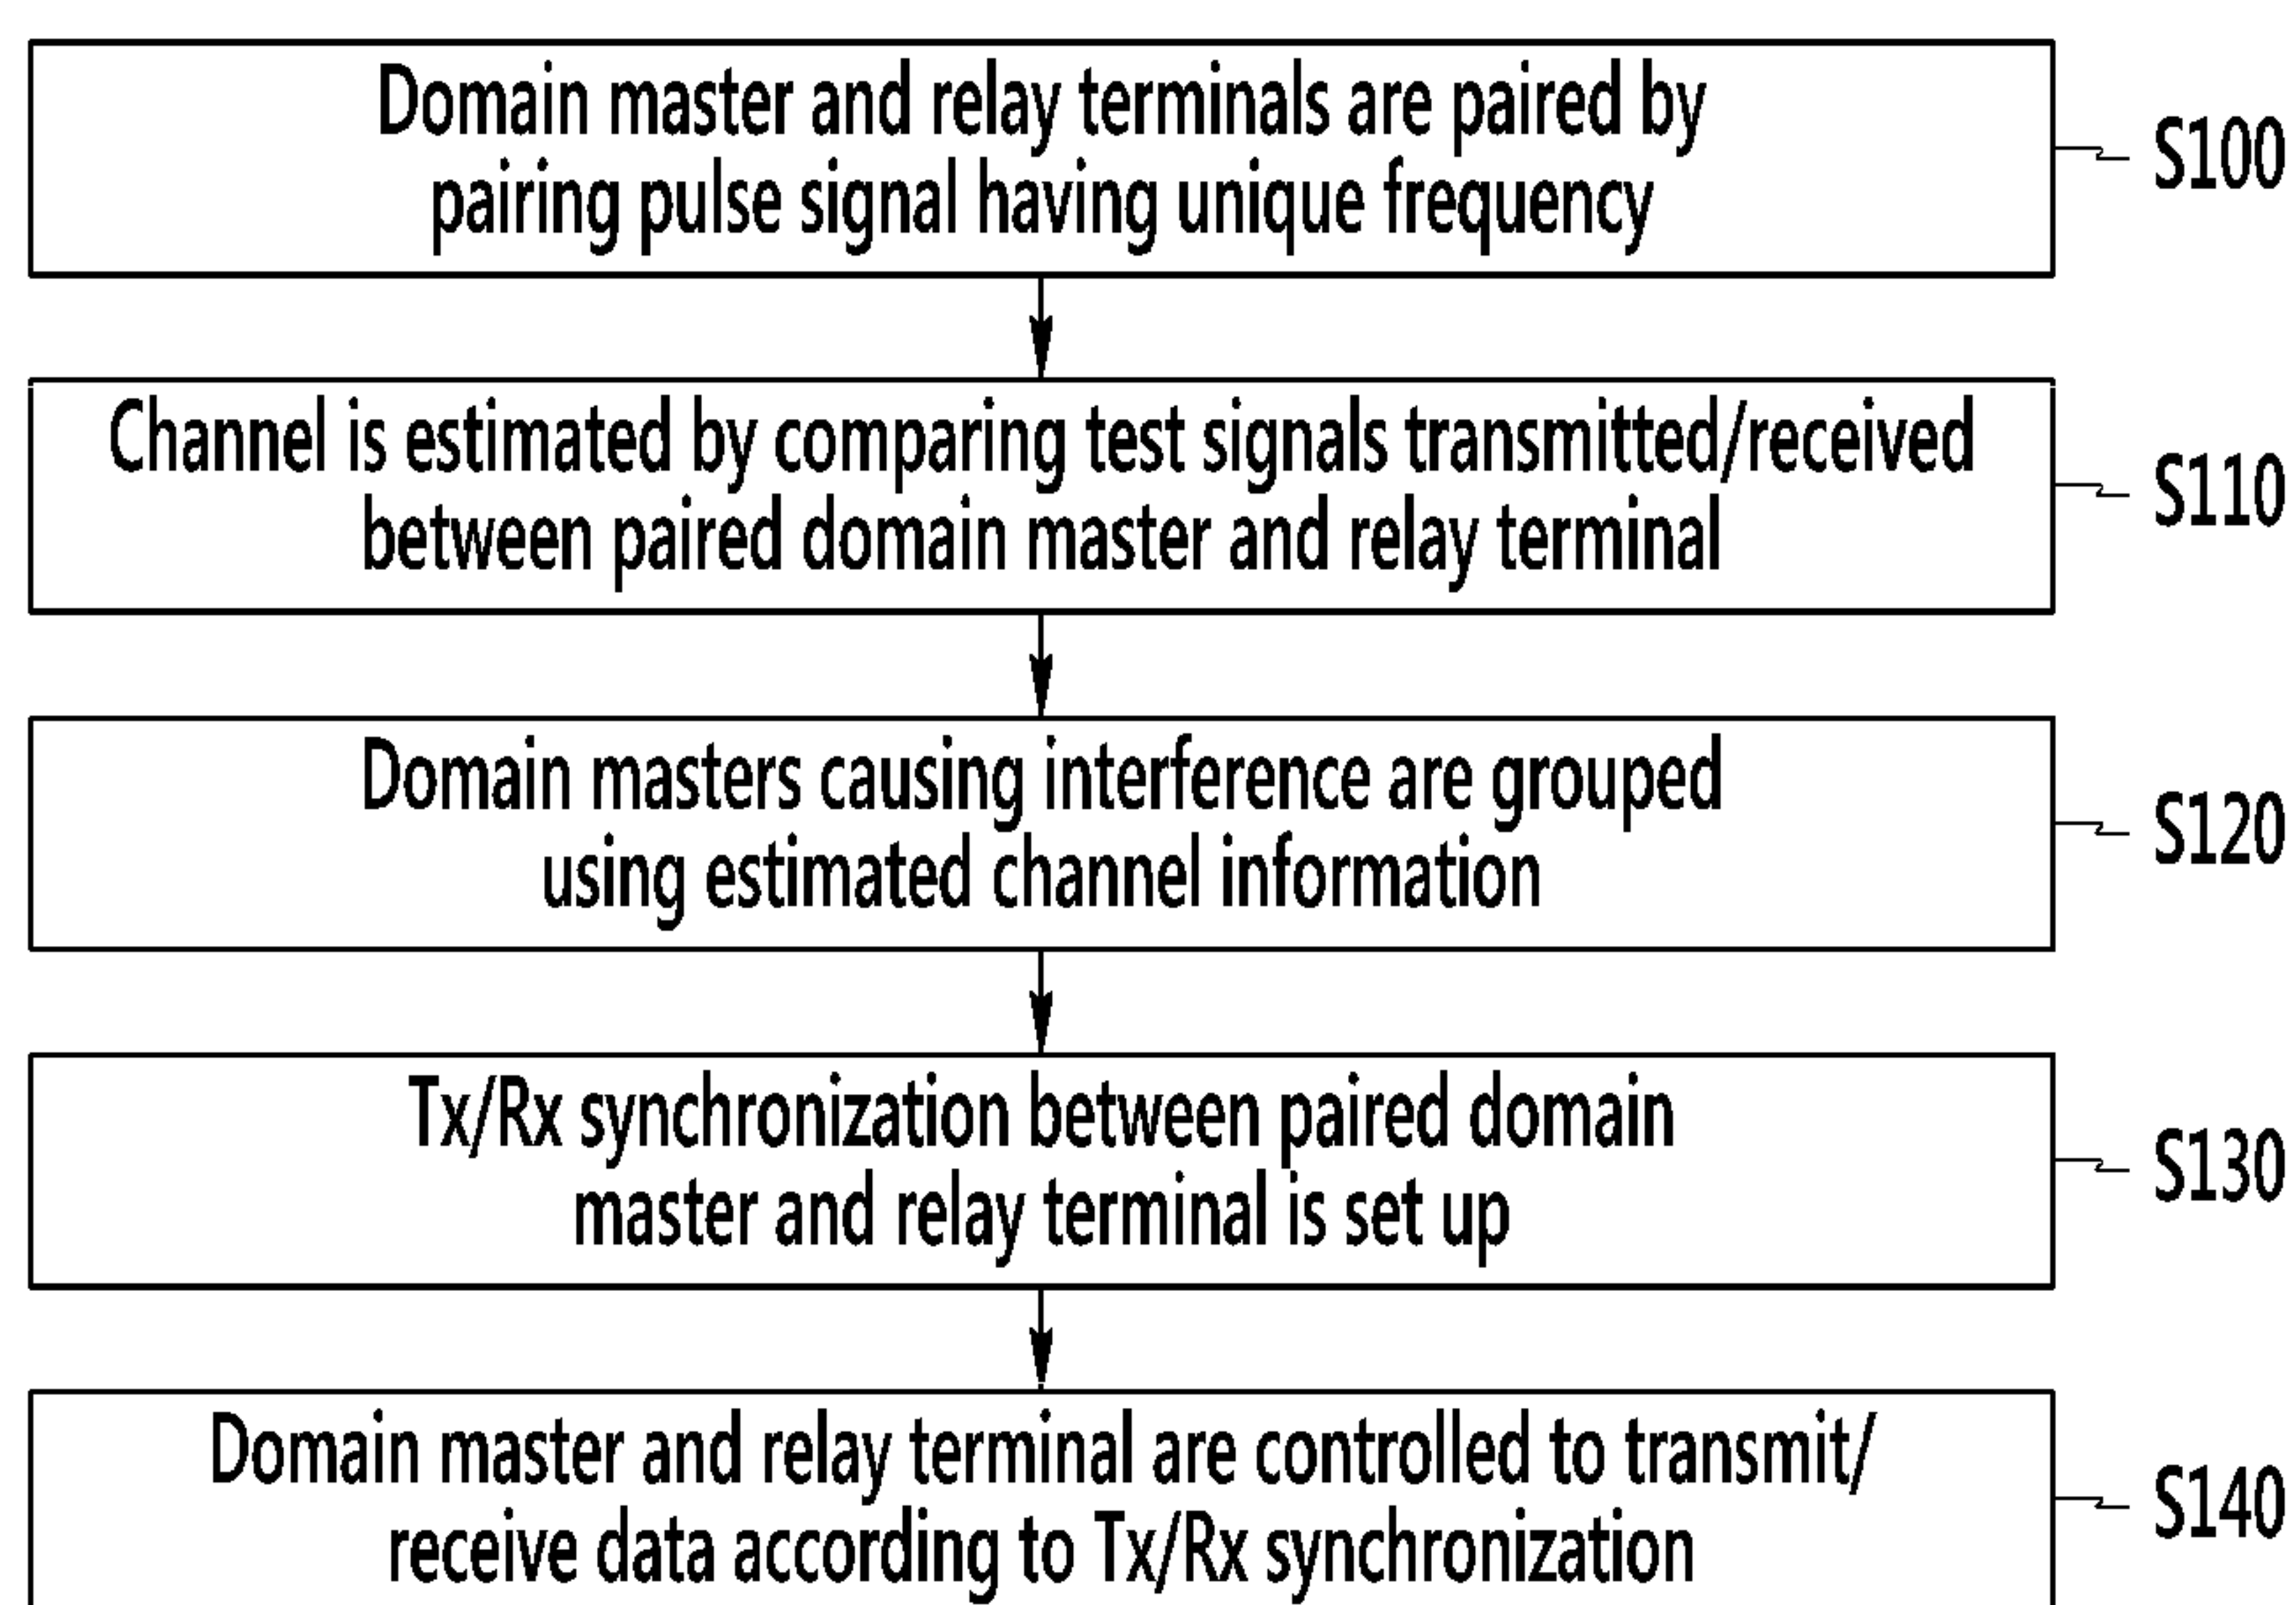 Domain master and relay terminals are paired by
pairing pulse signal having unique frequency
S100
Channel is estimated by comparing test signals transmitted/received
between paired domain master and relay terminal
S110
Domain masters causing interference are grouped
using estimated channel information
S120
Tx/Rx synchronization between paired domain
master and relay terminal is set up
S130
Domain master and relay terminal are controlled to transmit/
receive data according to Tx/Rx synchronization
S140